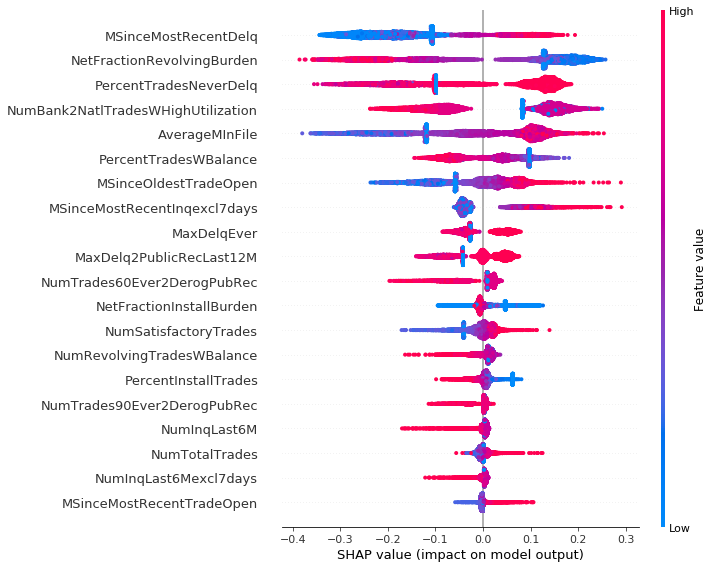 High
MSinceMostRecentDelq
NetFractionRevolvingBurden
PercentTradesNeverDelq
NumBank2NatlTradesWHighUtilization
AverageMInFile
PercentTradesWBalance
MSinceOldestTradeOpen
MSinceMostRecentInqexcl7days
MaxDelqEver
MaxDelq2PublicRecLast12M
NumTrades60Ever2DerogPubRec
NetFractionInstallBurden
NumSatisfactoryTrades
NumRevolvingTradesWBalance
PercentInstallTrades
NumTrades90Ever2DerogPubRec
NumInqLast6M
NumTotalTrades
NumInqLast6Mexcl7days
MSinceMostRecentTradeOpen
Feature value
Low
−0.4 −0.3 −0.2 −0.1 0.0 0.1 0.2 0.3
SHAP value (impact on model output)